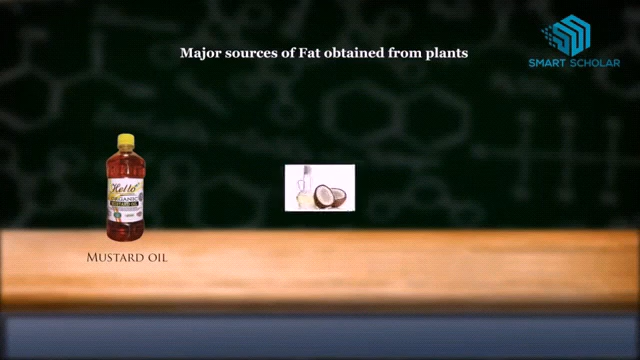 Major sources of Fat obtained from plants
SMART SCHOLAR
Hello
ORGANIC
MUSTARD OIL
MUSTARD OIL